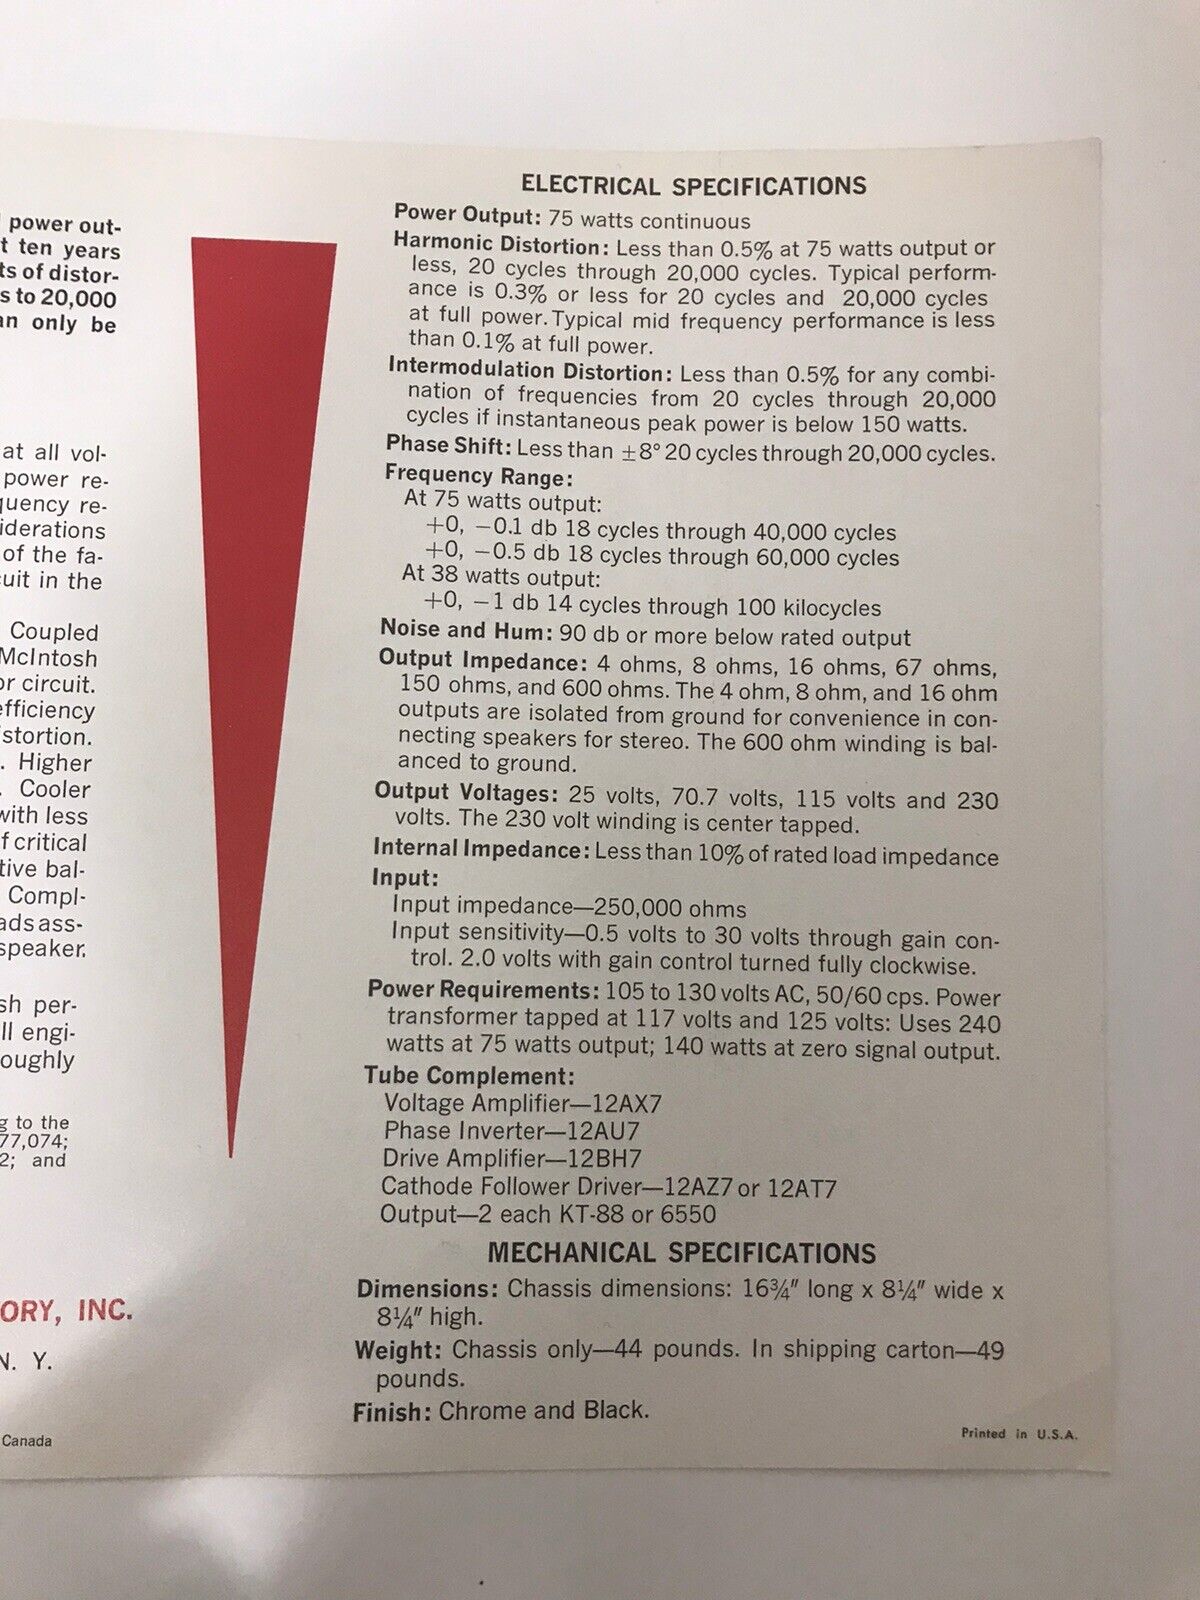 power out-
t ten years
ts of distor-
s to 20,000
an only be
at all vol-
power re-
quency re-
iderations
of the fa-
cuit in the
Coupled
McIntosh
or circuit.
efficiency
stortion.
. Higher
. Cooler
with less
f critical
tive bal-
Compl-
ads ass-
speaker.
sh per-
ll engi-
oughly
g to the
77,074;
2; and
ORY, INC.
N. Y.
Canada
ELECTRICAL SPECIFICATIONS
Power Output: 75 watts continuous
Harmonic Distortion: Less than 0.5% at 75 watts output or
less, 20 cycles through 20,000 cycles. Typical perform-
ance is 0.3% or less for 20 cycles and 20,000 cycles
at full power. Typical mid frequency performance is less
than 0.1% at full power.
Intermodulation Distortion: Less than 0.5% for any combi-
nation of frequencies from 20 cycles through 20,000
cycles if instantaneous peak power is below 150 watts.
Phase Shift: Less than ±8° 20 cycles through 20,000 cycles.
Frequency Range:
At 75 watts output:
+0, −0.1 db 18 cycles through 40,000 cycles
+0, −0.5 db 18 cycles through 60,000 cycles
At 38 watts output:
+0, −1 db 14 cycles through 100 kilocycles
Noise and Hum: 90 db or more below rated output
Output Impedance: 4 ohms, 8 ohms, 16 ohms, 67 ohms,
150 ohms, and 600 ohms. The 4 ohm, 8 ohm, and 16 ohm
outputs are isolated from ground for convenience in con-
necting speakers for stereo. The 600 ohm winding is bal-
anced to ground.
Output Voltages: 25 volts, 70.7 volts, 115 volts and 230
volts. The 230 volt winding is center tapped.
Internal Impedance: Less than 10% of rated load impedance
Input:
Input impedance—250,000 ohms
Input sensitivity—0.5 volts to 30 volts through gain con-
trol. 2.0 volts with gain control turned fully clockwise.
Power Requirements: 105 to 130 volts AC, 50/60 cps. Power
transformer tapped at 117 volts and 125 volts: Uses 240
watts at 75 watts output; 140 watts at zero signal output.
Tube Complement:
Voltage Amplifier—12AX7
Phase Inverter—12AU7
Drive Amplifier—12BH7
Cathode Follower Driver—12AZ7 or 12AT7
Output—2 each KT-88 or 6550
MECHANICAL SPECIFICATIONS
Dimensions: Chassis dimensions: 16¾″ long x 8¼″ wide x
8¼″ high.
Weight: Chassis only—44 pounds. In shipping carton—49
pounds.
Finish: Chrome and Black.
Printed in U.S.A.